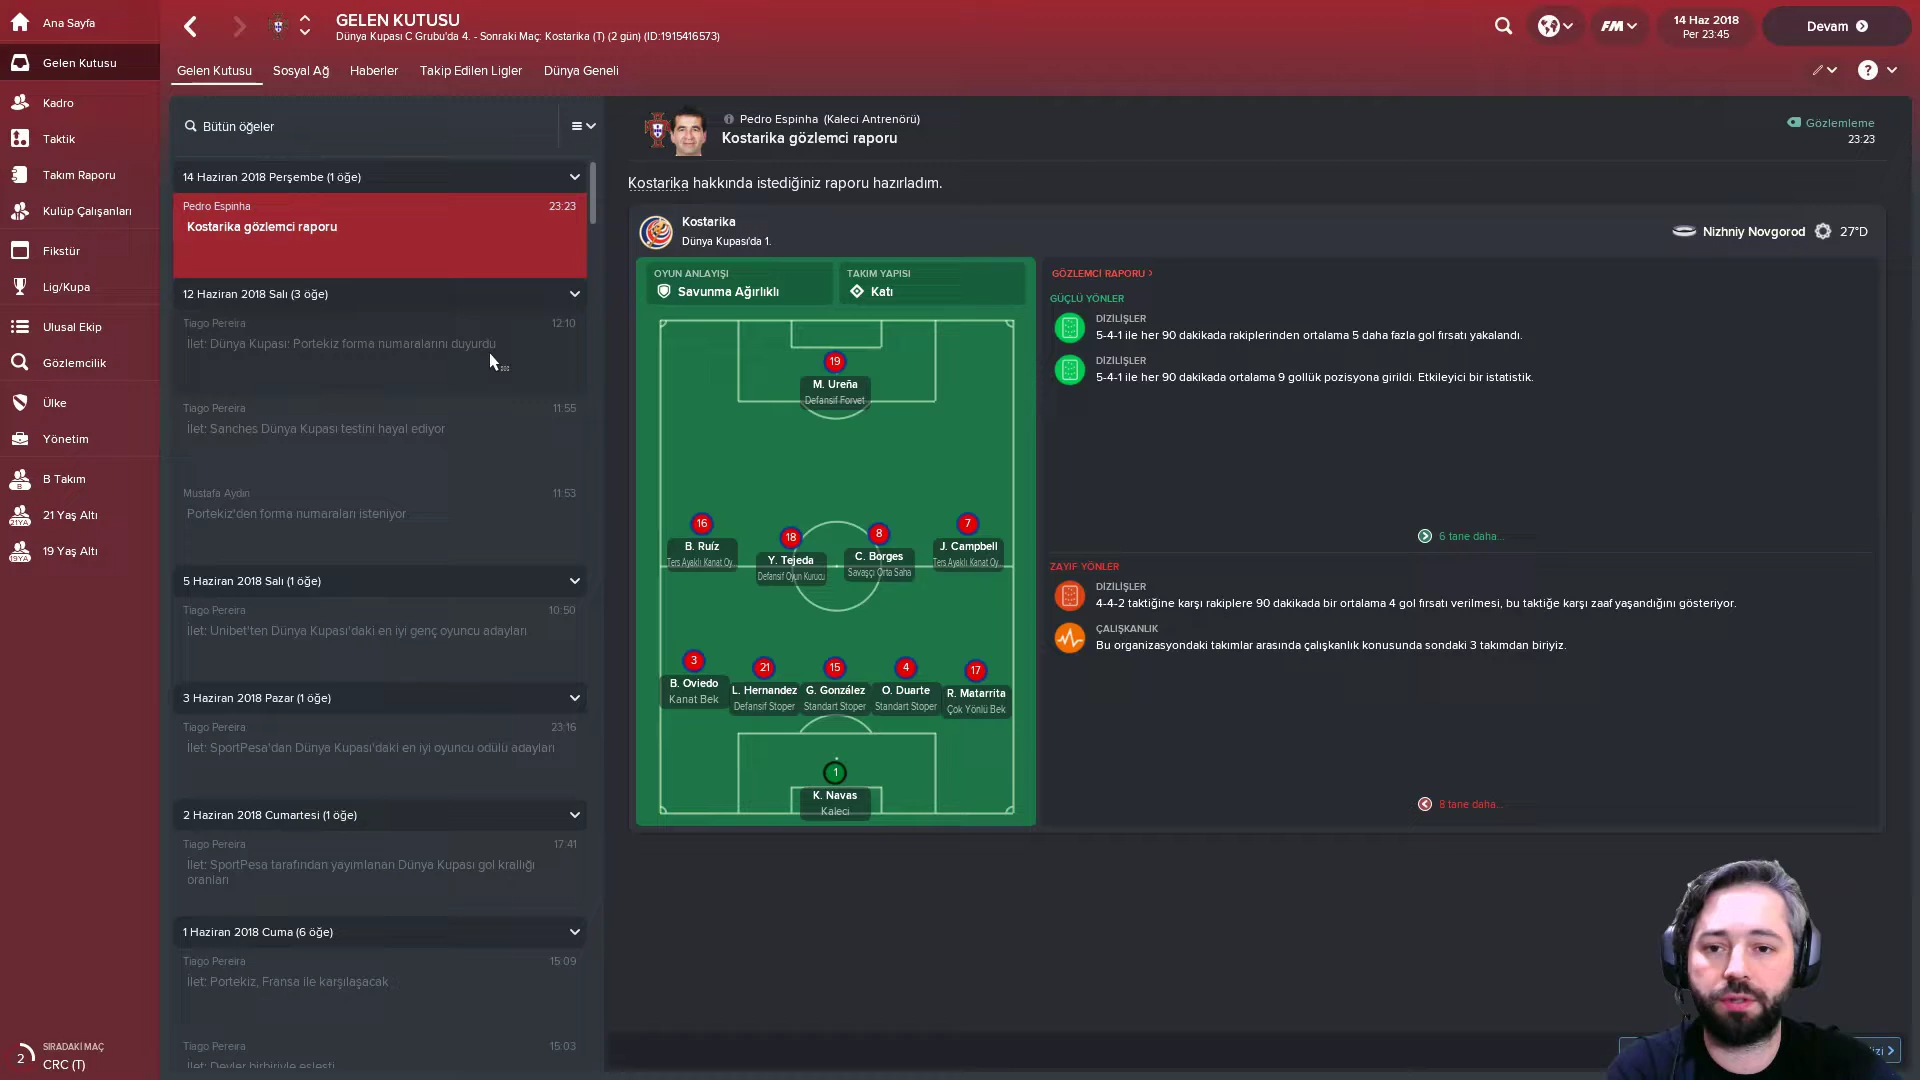 Ana Sayfa
Gelen Kutusu
Kadro
Taktik
Takım Raporu
Kulüp Çalışanları
Fikstür
Lig/Kupa
Ulusal Ekip
Gözlemcilik
Ülke
Yönetim
B Takım
21 Yaş Altı
19 Yaş Altı
B
21YA
19YA
2
SIRADAKİ MAÇ
CRC (T)
GELEN KUTUSU
Dünya Kupası C Grubu'da 4. - Sonraki Maç: Kostarika (T) (2 gün) (ID:1915416573)
FM
14 Haz 2018
Per 23:45
Devam
Gelen Kutusu
Sosyal Ağ
Haberler
Takip Edilen Ligler
Dünya Geneli
?
Bütün öğeler
14 Haziran 2018 Perşembe (1 öğe)
Pedro Espinha 23:23
Kostarika gözlemci raporu
12 Haziran 2018 Salı (3 öğe)
Tiago Pereira 12:10
İlet: Dünya Kupası: Portekiz forma numaralarını duyurdu
Tiago Pereira 11:55
İlet: Sanches Dünya Kupası testini hayal ediyor
Mustafa Aydın 11:53
Portekiz'den forma numaraları isteniyor
5 Haziran 2018 Salı (1 öğe)
Tiago Pereira 10:50
İlet: Unibet'ten Dünya Kupası'daki en iyi genç oyuncu adayları
3 Haziran 2018 Pazar (1 öğe)
Tiago Pereira 23:16
İlet: SportPesa'dan Dünya Kupası'daki en iyi oyuncu ödülü adayları
2 Haziran 2018 Cumartesi (1 öğe)
Tiago Pereira 17:41
İlet: SportPesa tarafından yayımlanan Dünya Kupası gol krallığı
oranları
1 Haziran 2018 Cuma (6 öğe)
Tiago Pereira 15:09
İlet: Portekiz, Fransa ile karşılaşacak
Tiago Pereira 15:03
İlet: Devler birbiriyle eşleşti
Pedro Espinha (Kaleci Antrenörü)
Kostarika gözlemci raporu
Gözlemleme
23:23
Kostarika hakkında istediğiniz raporu hazırladım.
Kostarika
Dünya Kupası'da 1.
Nizhniy Novgorod 27°D
OYUN ANLAYIŞI
Savunma Ağırlıklı
TAKIM YAPISI
Katı
19
M. Ureña
Defansif Forvet
16
B. Ruíz
Ters Ayaklı Kanat Oy...
18
Y. Tejeda
Defansif Oyun Kurucu
8
C. Borges
Savaşçı Orta Saha
7
J. Campbell
Ters Ayaklı Kanat Oy...
3
B. Oviedo
Kanat Bek
21
L. Hernandez
Defansif Stoper
15
G. González
Standart Stoper
4
O. Duarte
Standart Stoper
17
R. Matarrita
Çok Yönlü Bek
1
K. Navas
Kaleci
GÖZLEMCİ RAPORU
GÜÇLÜ YÖNLER
DİZİLİŞLER
5-4-1 ile her 90 dakikada rakiplerinden ortalama 5 daha fazla gol fırsatı yakalandı.
DİZİLİŞLER
5-4-1 ile her 90 dakikada ortalama 9 gollük pozisyona girildi. Etkileyici bir istatistik.
6 tane daha...
ZAYIF YÖNLER
DİZİLİŞLER
4-4-2 taktiğine karşı rakiplere 90 dakikada bir ortalama 4 gol fırsatı verilmesi, bu taktiğe karşı zaaf yaşandığını gösteriyor.
ÇALIŞKANLIK
Bu organizasyondaki takımlar arasında çalışkanlık konusunda sondaki 3 takımdan biriyiz.
8 tane daha...